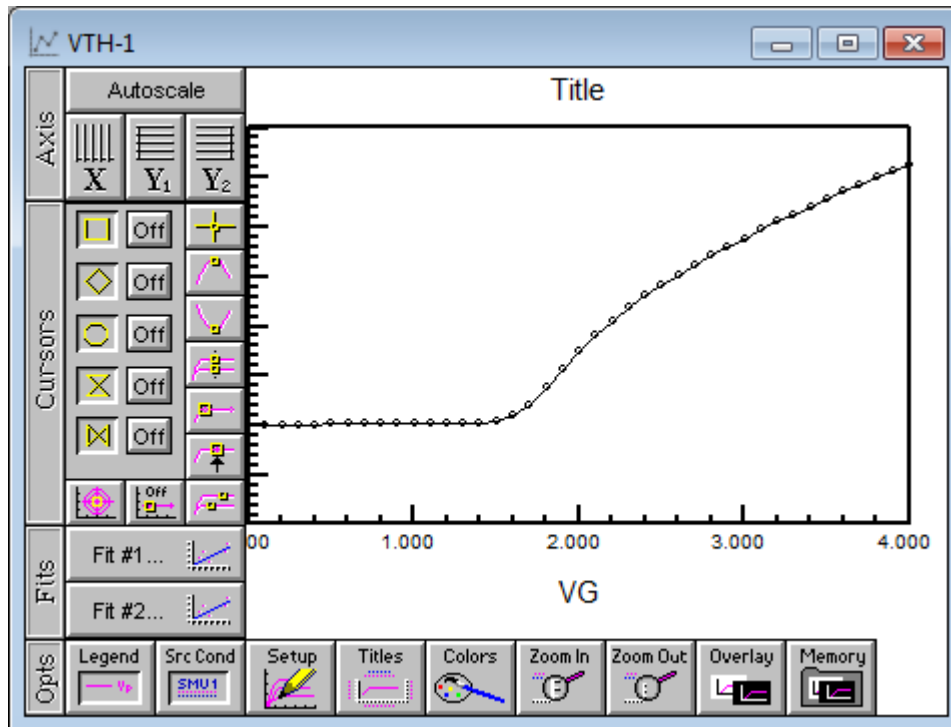 VTH-1
Axis
Autoscale
X
Y1
Y2
Title
Cursors
Off
Off
Off
Off
Off
Off
00
1.000
2.000
3.000
4.000
VG
Fits
Fit #1...
Fit #2...
Opts
Legend
VP
Src Cond
SMU1
Setup
Titles
Colors
Zoom In
Zoom Out
Overlay
Memory